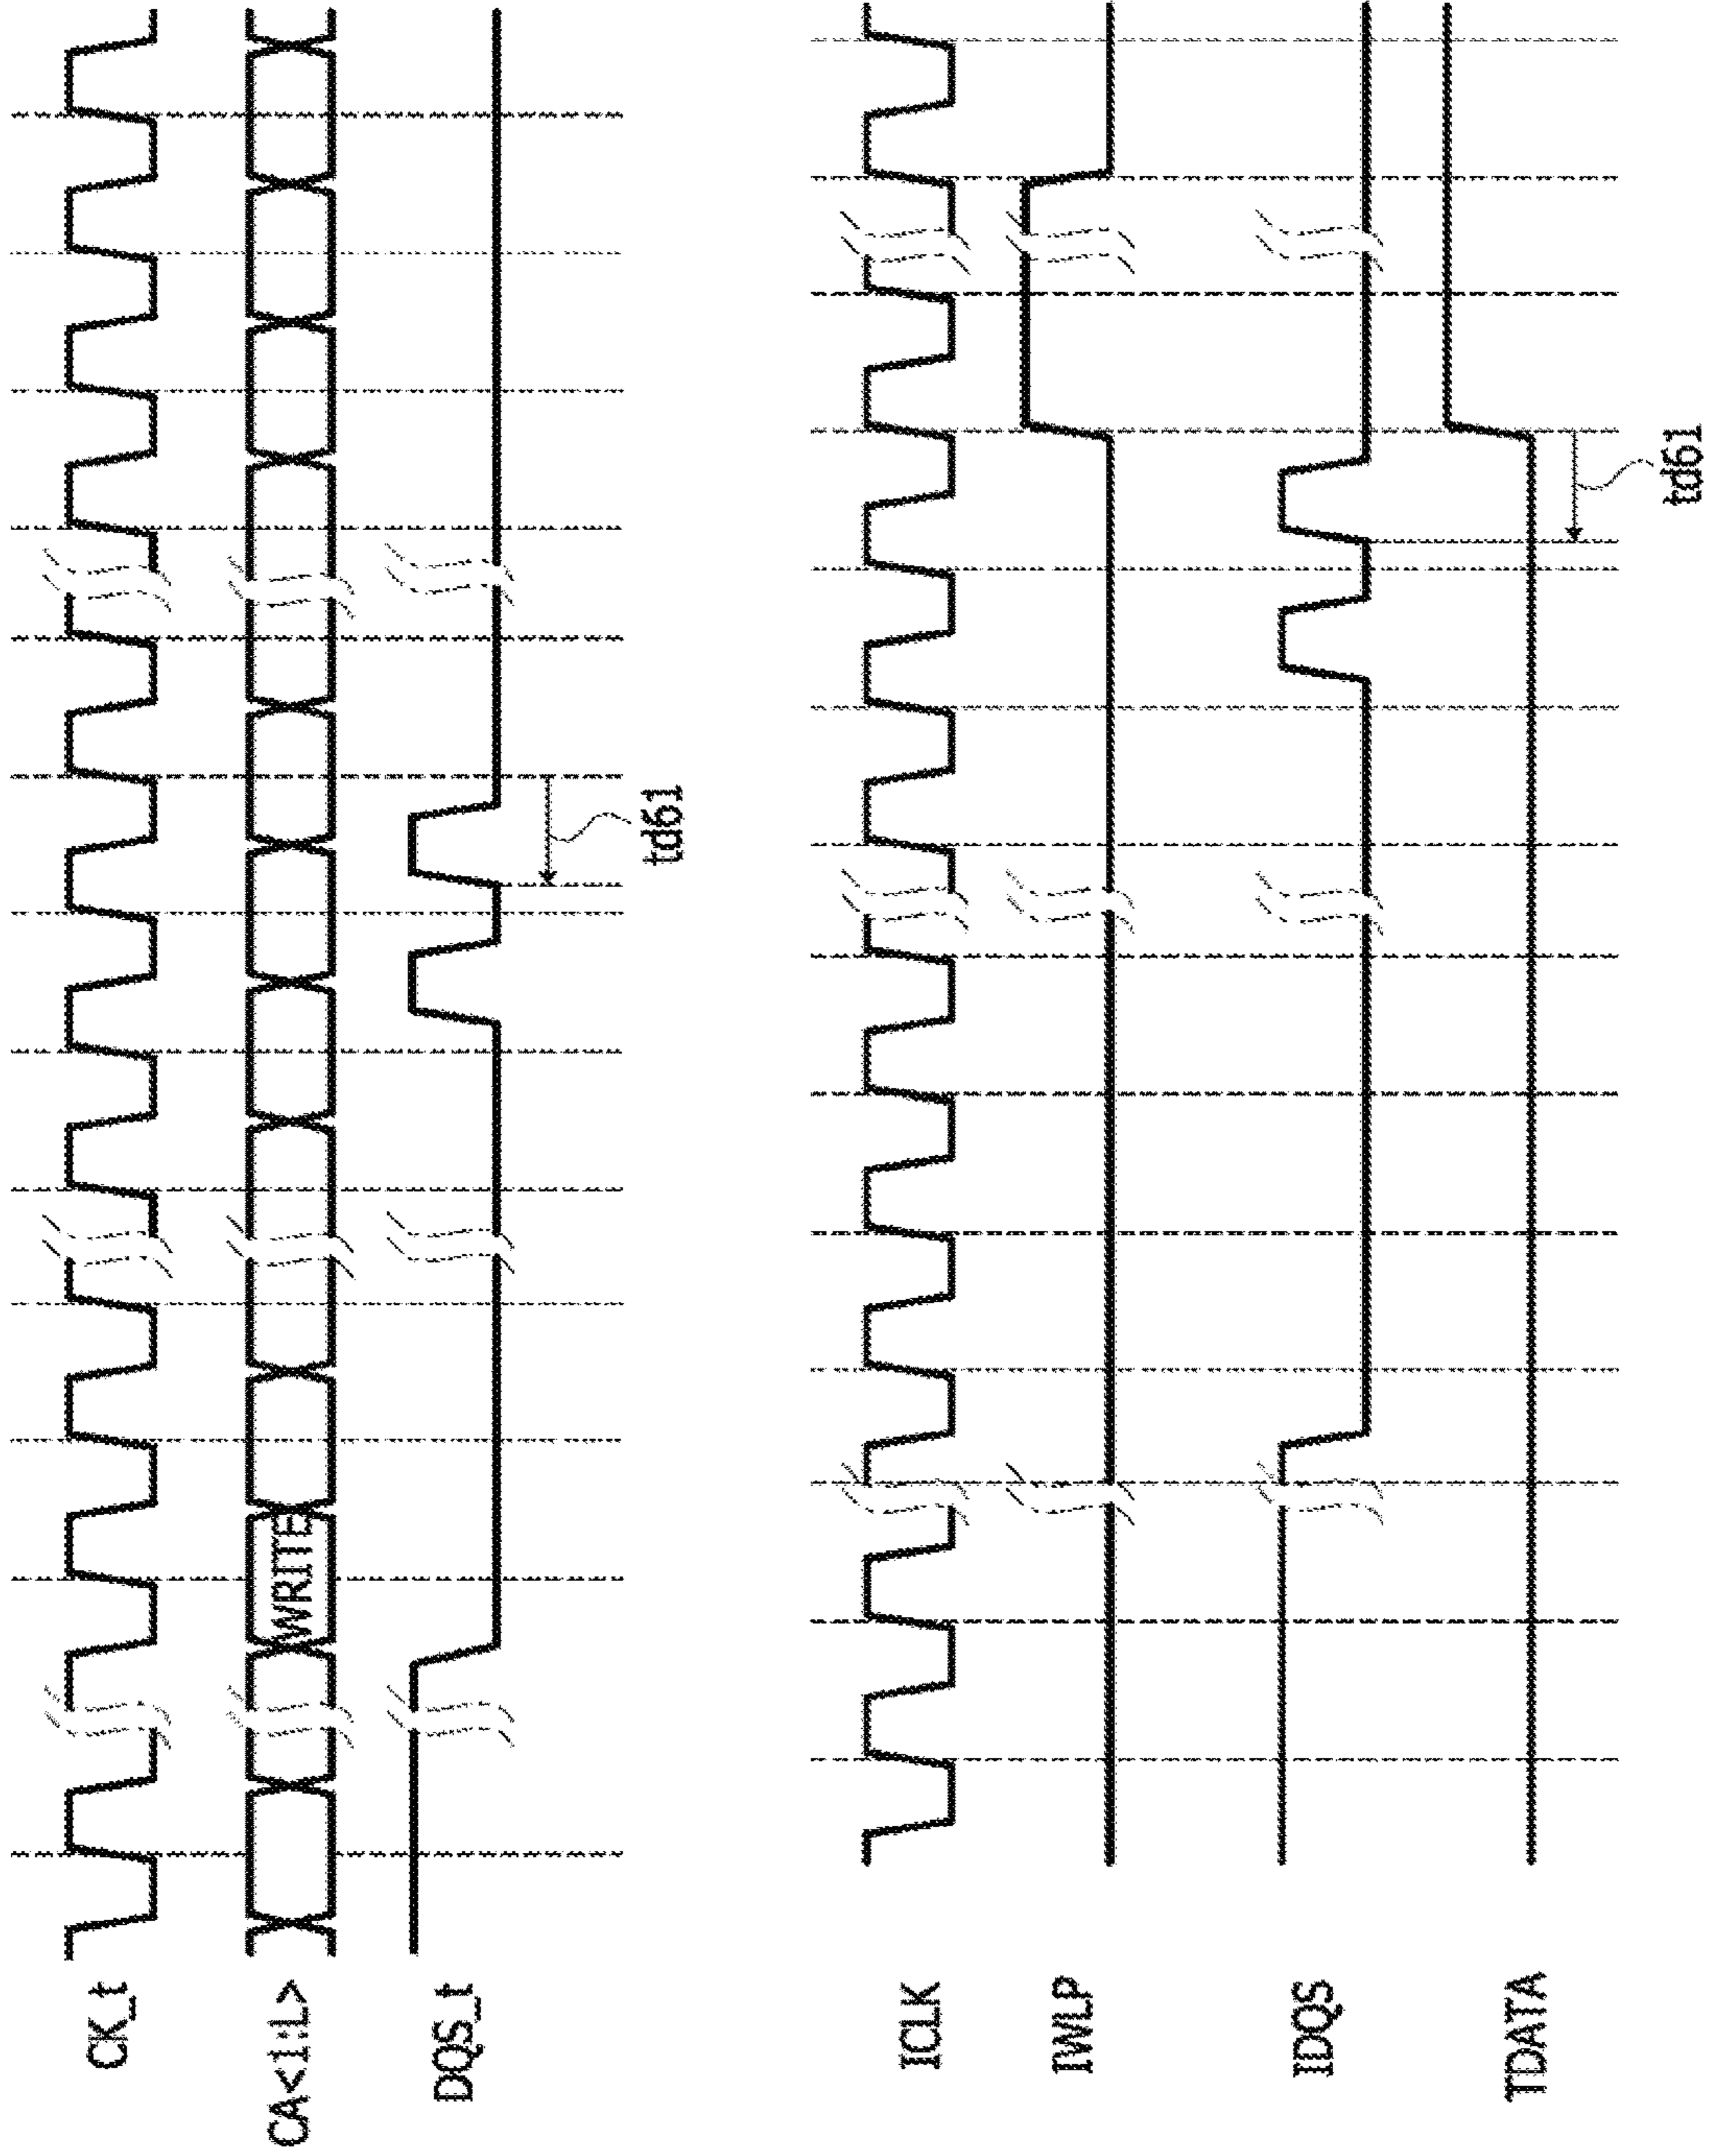 CK_t
CA<1:L>
WRITE
DQS_t
td61
ICLK
IWLP
IDQS
TDATA
td61